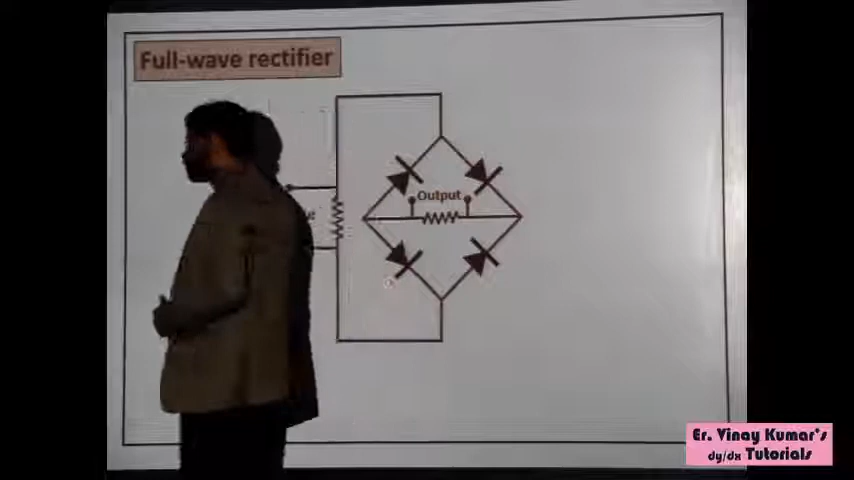 Full-wave rectifier
Output
Er. Vinay Kumar's
dy/dx Tutorials